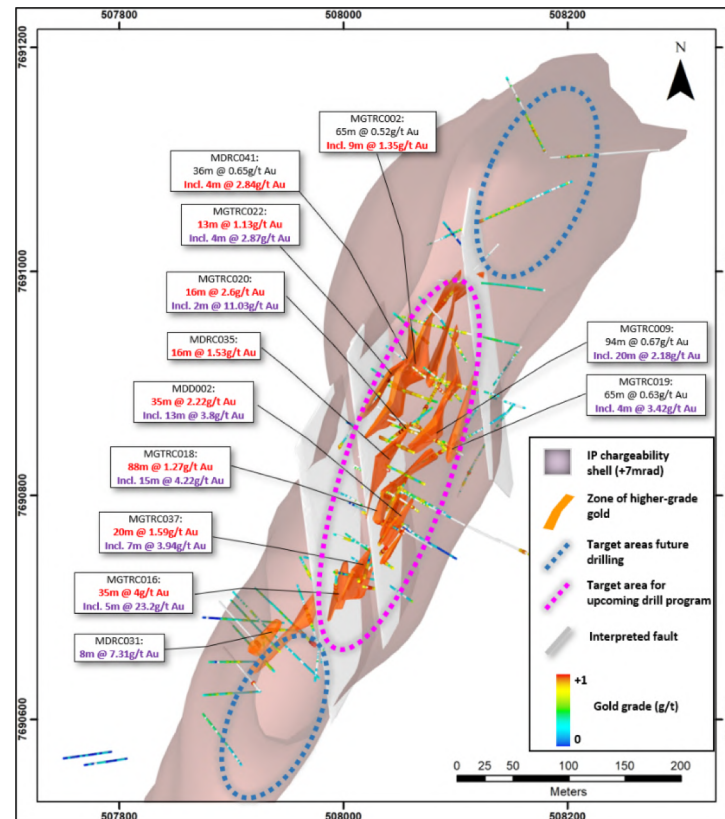 507800
508000
508200
7691200
7691000
7690800
7690600
N
MGTRC002:
65m @ 0.52g/t Au
Incl. 9m @ 1.35g/t Au
MDRC041:
36m @ 0.65g/t Au
Incl. 4m @ 2.84g/t Au
MGTRC022:
13m @ 1.13g/t Au
Incl. 4m @ 2.87g/t Au
MGTRC020:
16m @ 2.6g/t Au
Incl. 2m @ 11.03g/t Au
MDRC035:
16m @ 1.53g/t Au
MDD002:
35m @ 2.22g/t Au
Incl. 13m @ 3.8g/t Au
MGTRC018:
88m @ 1.27g/t Au
Incl. 15m @ 4.22g/t Au
MGTRC037:
20m @ 1.59g/t Au
Incl. 7m @ 3.94g/t Au
MGTRC016:
35m @ 4g/t Au
Incl. 5m @ 23.2g/t Au
MDRC031:
8m @ 7.31g/t Au
MGTRC009:
94m @ 0.67g/t Au
Incl. 20m @ 2.18g/t Au
MGTRC019:
65m @ 0.63g/t Au
Incl. 4m @ 3.42g/t Au
IP chargeability
shell (+7mrad)
Zone of higher-grade
gold
Target areas future
drilling
Target area for
upcoming drill program
Interpreted fault
+1
Gold grade (g/t)
0
0 25 50 100 150 200
Meters
507800
508000
508200